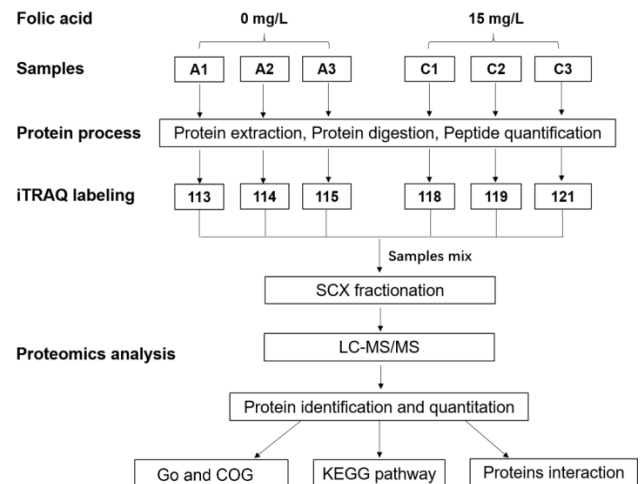 Folic acid 0 mg/L 15 mg/L
Samples A1 A2 A3 C1 C2 C3
Protein process Protein extraction, Protein digestion, Peptide quantification
iTRAQ labeling 113 114 115 118 119 121
Samples mix
SCX fractionation
Proteomics analysis LC-MS/MS
Protein identification and quantitation
Go and COG KEGG pathway Proteins interaction